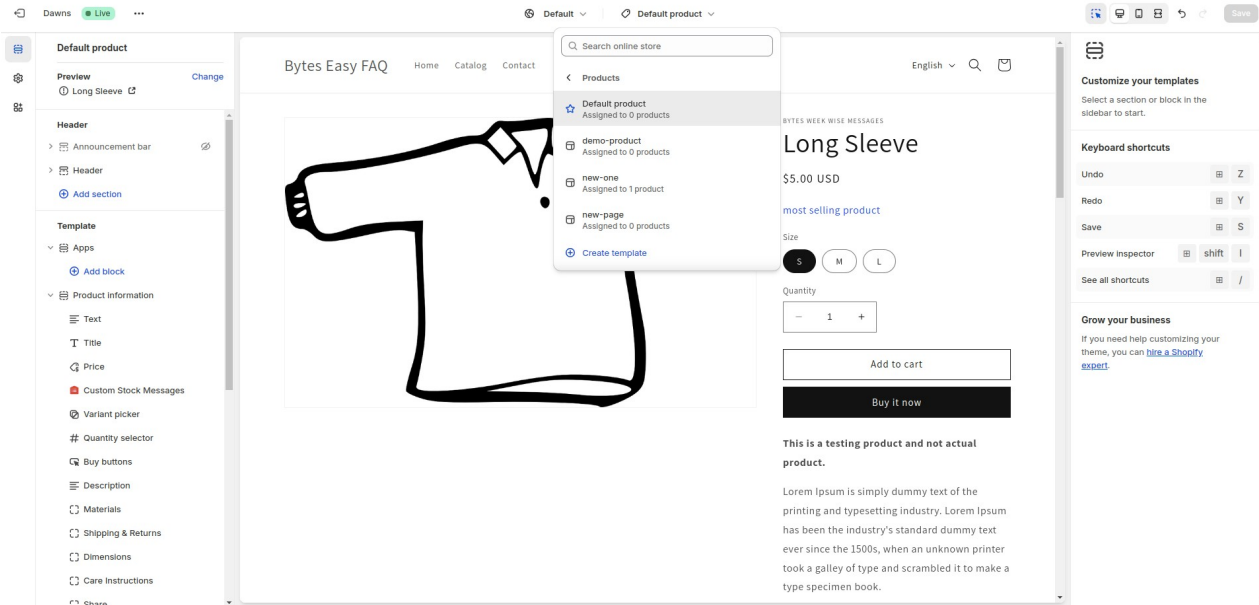 Dawns Live
Default
Default product
Save
Default product
Preview Change
Long Sleeve
Header
Announcement bar
Header
Add section
Template
Apps
Add block
Product information
Text
Title
Price
Custom Stock Messages
Variant picker
Quantity selector
Buy buttons
Description
Materials
Shipping & Returns
Dimensions
Care Instructions
Share
Bytes Easy FAQ
Home Catalog Contact
English
Search online store
Products
Default product
Assigned to 0 products
demo-product
Assigned to 0 products
new-one
Assigned to 1 product
new-page
Assigned to 0 products
Create template
BYTES WEEK WISE MESSAGES
Long Sleeve
$5.00 USD
most selling product
Size
S M L
Quantity
− 1 +
Add to cart
Buy it now
This is a testing product and not actual
product.
Lorem Ipsum is simply dummy text of the
printing and typesetting industry. Lorem Ipsum
has been the industry's standard dummy text
ever since the 1500s, when an unknown printer
took a galley of type and scrambled it to make a
type specimen book.
Customize your templates
Select a section or block in the
sidebar to start.
Keyboard shortcuts
Undo Z
Redo Y
Save S
Preview inspector shift I
See all shortcuts /
Grow your business
If you need help customizing your
theme, you can hire a Shopify
expert.